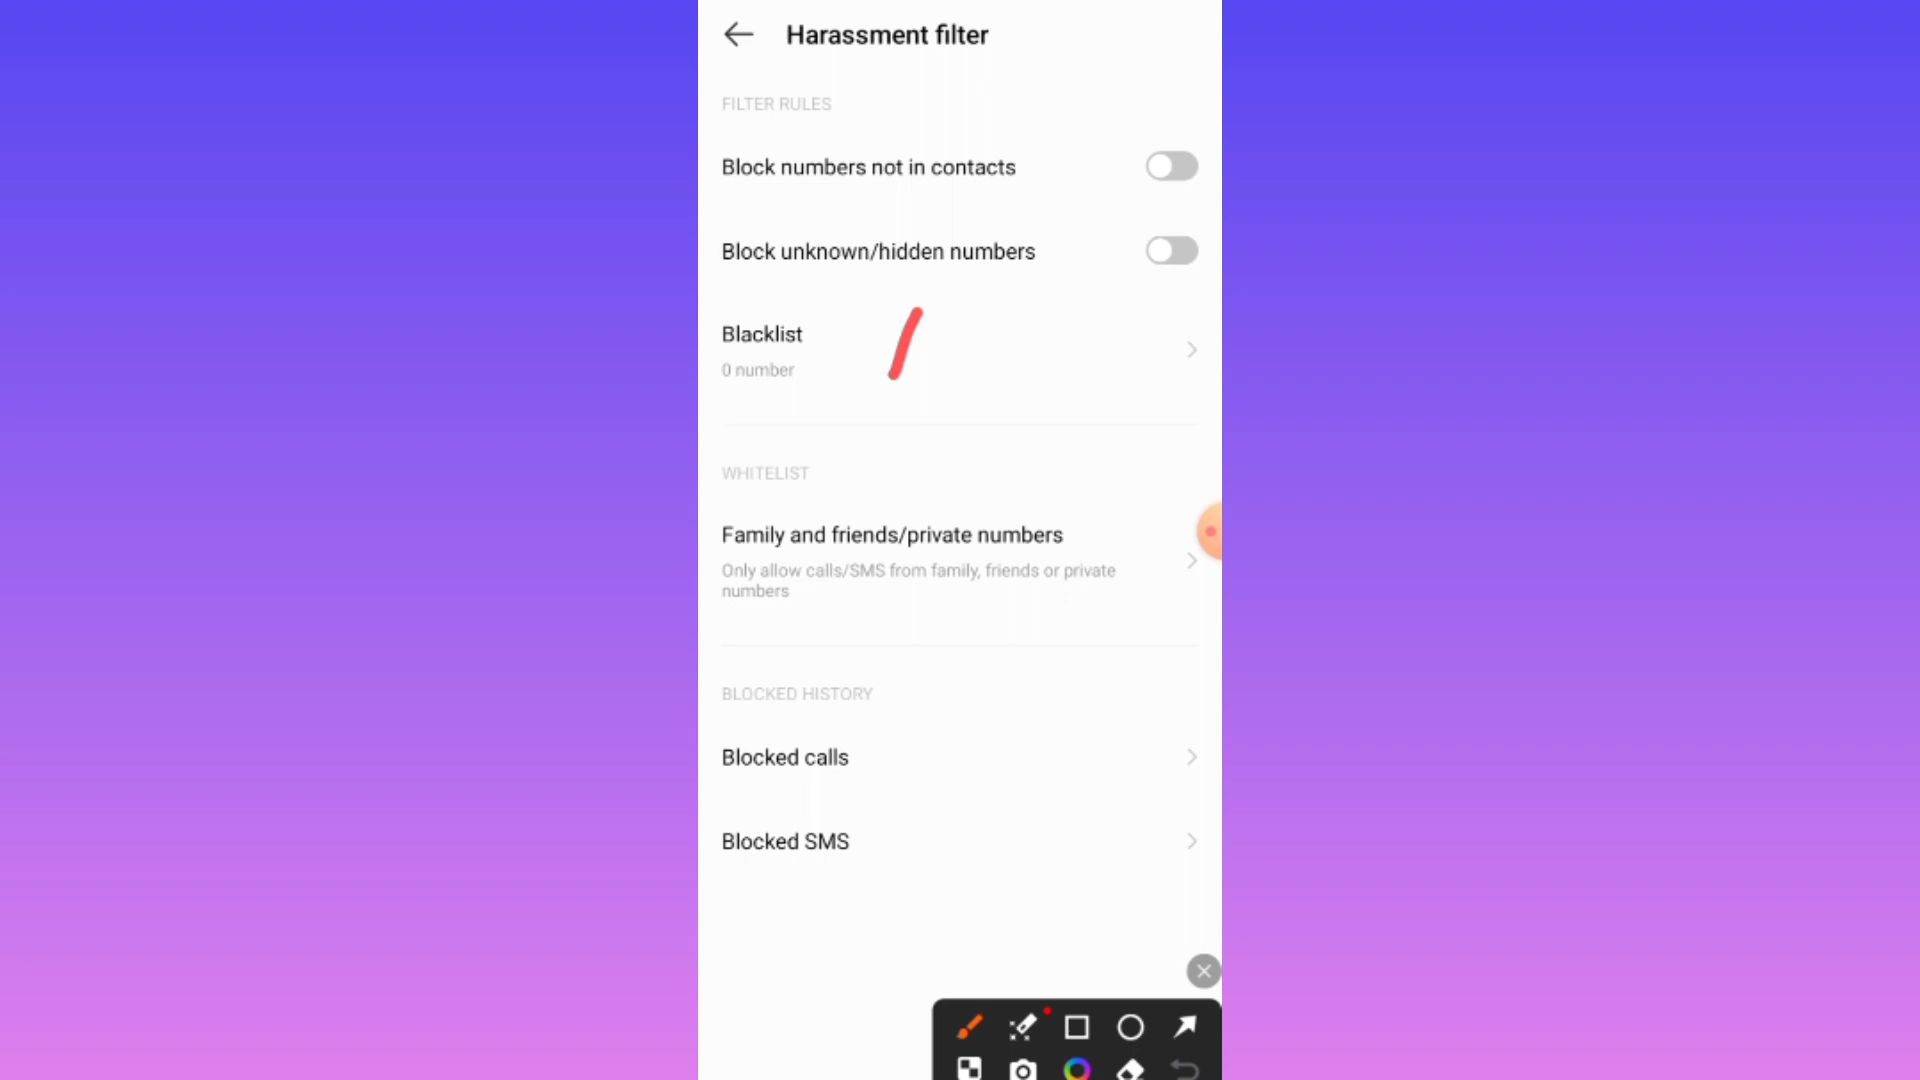 Harassment filter
FILTER RULES
Block numbers not in contacts
Block unknown/hidden numbers
Blacklist
0 number
WHITELIST
Family and friends/private numbers
Only allow calls/SMS from family, friends or private
numbers
BLOCKED HISTORY
Blocked calls
Blocked SMS